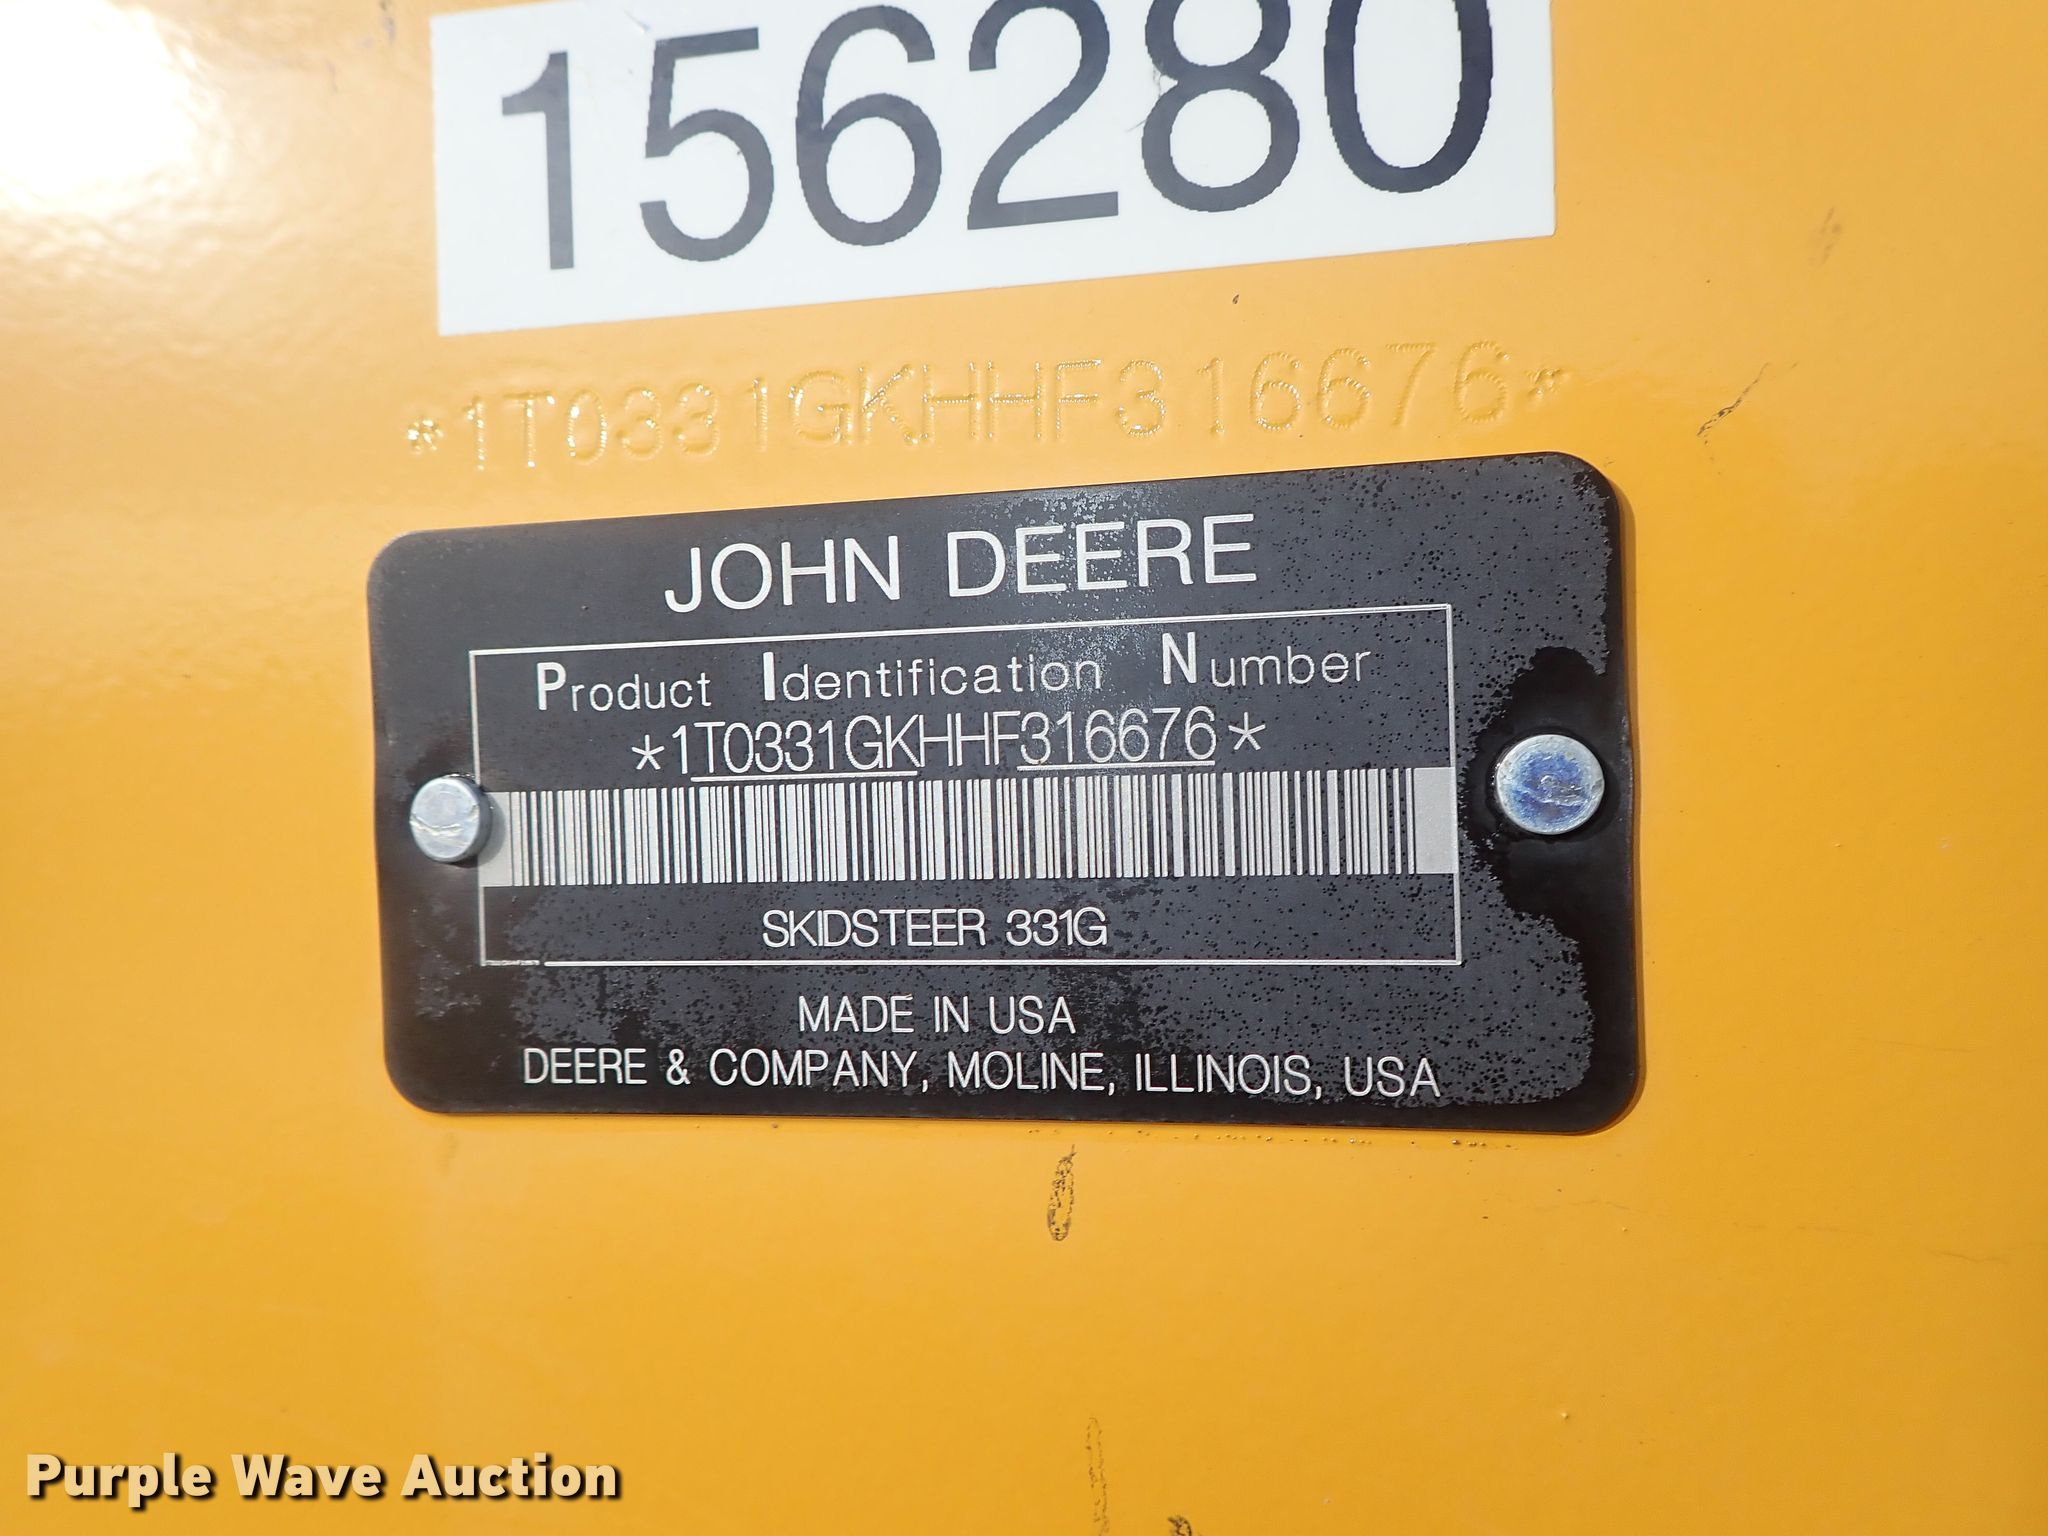 156280
*1T0331GKHHF316676*
JOHN DEERE
Product Identification Number
*1T0331GKHHF316676*
SKIDSTEER 331G
MADE IN USA
DEERE & COMPANY, MOLINE, ILLINOIS, USA
Purple Wave Auction